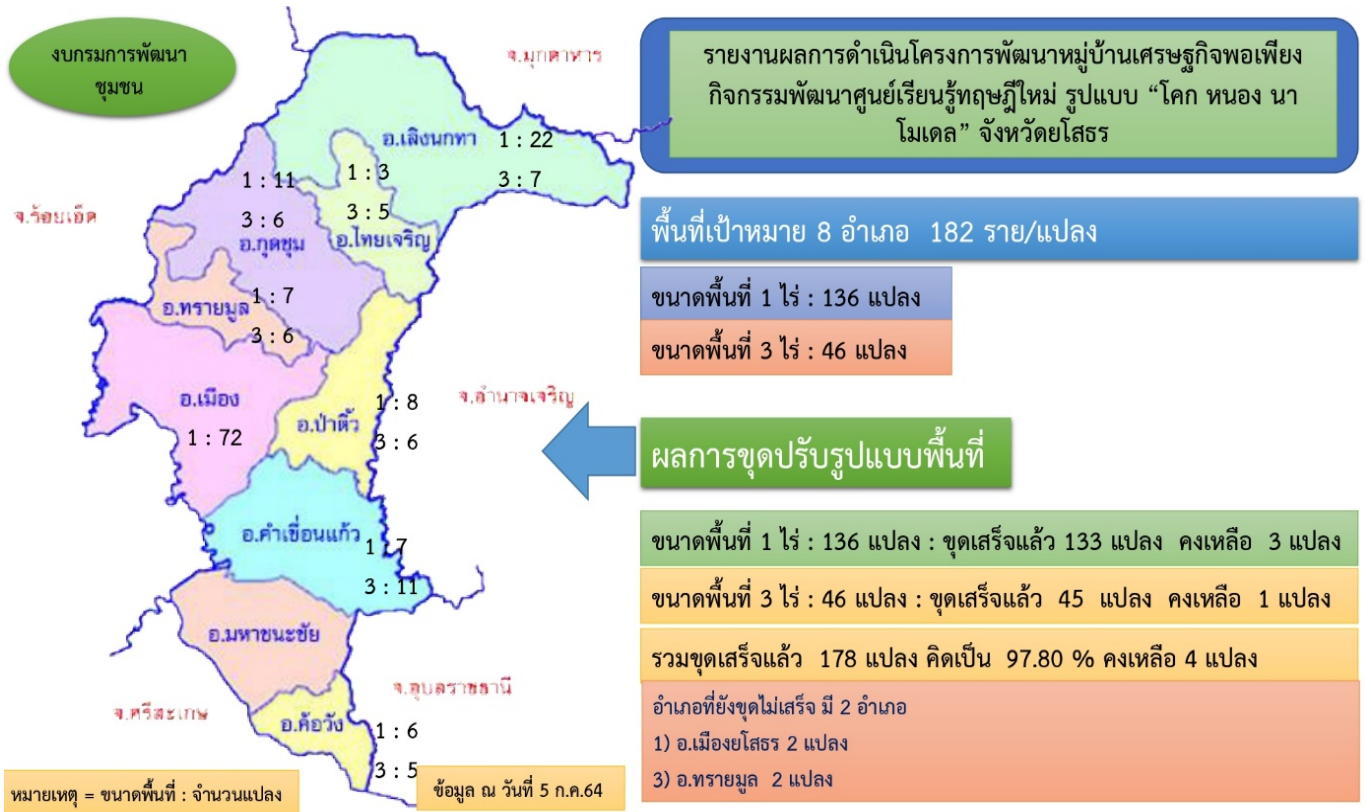 งบกรมการพัฒนา
ชุมชน
รายงานผลการดำเนินโครงการพัฒนาหมู่บ้านเศรษฐกิจพอเพียง
กิจกรรมพัฒนาศูนย์เรียนรู้ทฤษฎีใหม่ รูปแบบ “โคก หนอง นา
โมเดล” จังหวัดยโสธร
จ.มุกดาหาร
อ.เลิงนกทา 1 : 22
3 : 7
1 : 3
3 : 5
อ.ไทยเจริญ
1 : 11
3 : 6
อ.กุดชุม
จ.ร้อยเอ็ด
1 : 7
อ.ทรายมูล
3 : 6
อ.เมือง
1 : 72
1 : 8
อ.ป่าติ้ว
3 : 6
จ.อำนาจเจริญ
อ.คำเขื่อนแก้ว
1 : 7
3 : 11
อ.มหาชนะชัย
จ.อุบลราชธานี
จ.ศรีสะเกษ
อ.ค้อวัง
1 : 6
3 : 5
หมายเหตุ = ขนาดพื้นที่ : จำนวนแปลง
ข้อมูล ณ วันที่ 5 ก.ค.64
พื้นที่เป้าหมาย 8 อำเภอ 182 ราย/แปลง
ขนาดพื้นที่ 1 ไร่ : 136 แปลง
ขนาดพื้นที่ 3 ไร่ : 46 แปลง
ผลการขุดปรับรูปแบบพื้นที่
ขนาดพื้นที่ 1 ไร่ : 136 แปลง : ขุดเสร็จแล้ว 133 แปลง คงเหลือ 3 แปลง
ขนาดพื้นที่ 3 ไร่ : 46 แปลง : ขุดเสร็จแล้ว 45 แปลง คงเหลือ 1 แปลง
รวมขุดเสร็จแล้ว 178 แปลง คิดเป็น 97.80 % คงเหลือ 4 แปลง
อำเภอที่ยังขุดไม่เสร็จ มี 2 อำเภอ
1) อ.เมืองยโสธร 2 แปลง
3) อ.ทรายมูล 2 แปลง